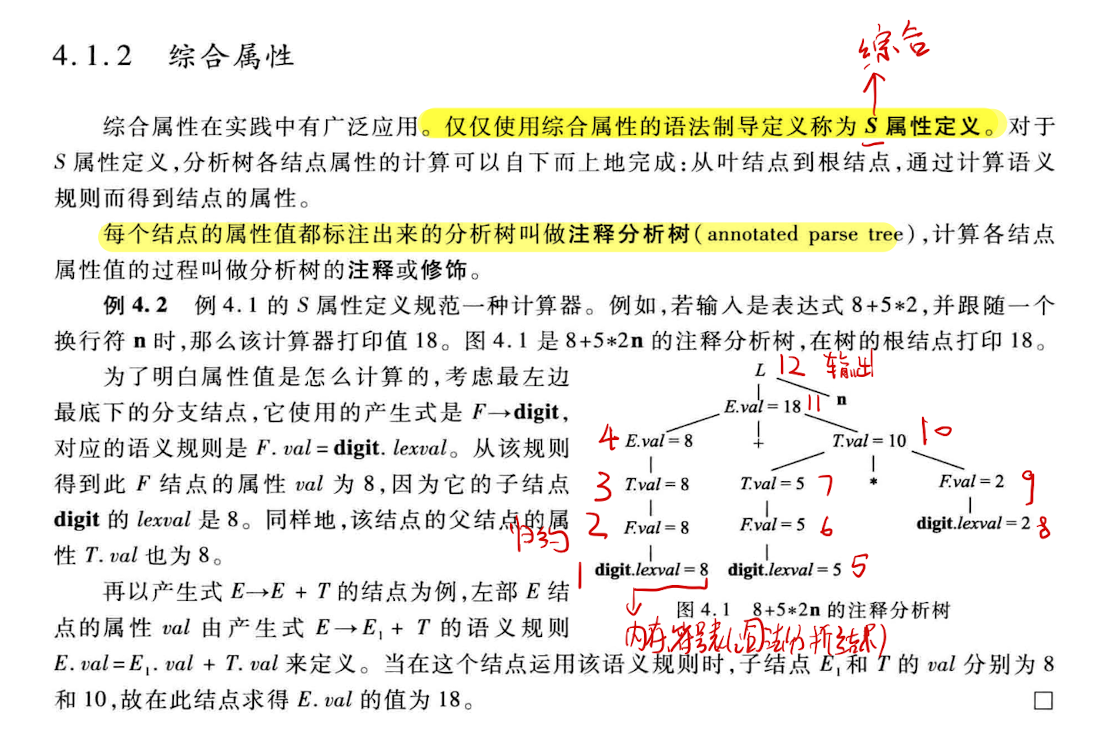 综合
4.1.2 综合属性
综合属性在实践中有广泛应用。仅仅使用综合属性的语法制导定义称为 S 属性定义。对于
S 属性定义,分析树各结点属性的计算可以自下而上地完成:从叶结点到根结点,通过计算语义
规则而得到结点的属性。
每个结点的属性值都标注出来的分析树叫做注释分析树(annotated parse tree),计算各结点
属性值的过程叫做分析树的注释或修饰。
例 4.2 例 4.1 的 S 属性定义规范一种计算器。例如,若输入是表达式 8+5*2,并跟随一个
换行符 n 时,那么该计算器打印值 18。图 4.1 是 8+5*2n 的注释分析树,在树的根结点打印 18。
为了明白属性值是怎么计算的,考虑最左边
最底下的分支结点,它使用的产生式是 F→digit,
对应的语义规则是 F. val = digit. lexval。从该规则
得到此 F 结点的属性 val 为 8,因为它的子结点
digit 的 lexval 是 8。同样地,该结点的父结点的属
性 T. val 也为 8。
再以产生式 E→E + T 的结点为例,左部 E 结
点的属性 val 由产生式 E→E₁ + T 的语义规则
L 12 输出
E.val = 18 11 n
4 E.val = 8 + T.val = 10 10
3 T.val = 8 T.val = 5 7 * F.val = 2 9
归约 2 F.val = 8 F.val = 5 6 digit.lexval = 2 8
1 digit.lexval = 8 digit.lexval = 5 5
图 4.1 8+5*2n 的注释分析树
内存符号表(词法分析结果)
E. val = E₁. val + T. val 来定义。当在这个结点运用该语义规则时,子结点 E₁和 T 的 val 分别为 8
和 10,故在此结点求得 E. val 的值为 18。